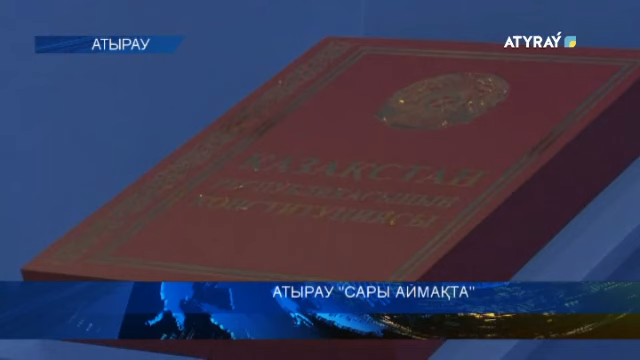 АТЫРАУ
ATYRAÝ
ҚАЗАҚСТАН
РЕСПУБЛИКАСЫНЫҢ
КОНСТИТУЦИЯСЫ
АТЫРАУ "САРЫ АЙМАҚТА"